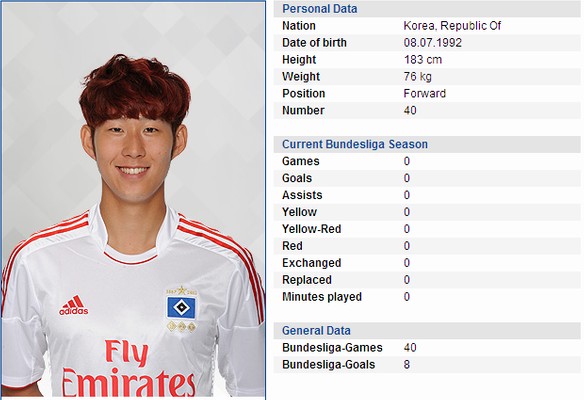 Personal Data
Nation Korea, Republic Of
Date of birth 08.07.1992
Height 183 cm
Weight 76 kg
Position Forward
Number 40
Current Bundesliga Season
Games 0
Goals 0
Assists 0
Yellow 0
Yellow-Red 0
Red 0
Exchanged 0
Replaced 0
Minutes played 0
General Data
Bundesliga-Games 40
Bundesliga-Goals 8
adidas
Fly
Emirates